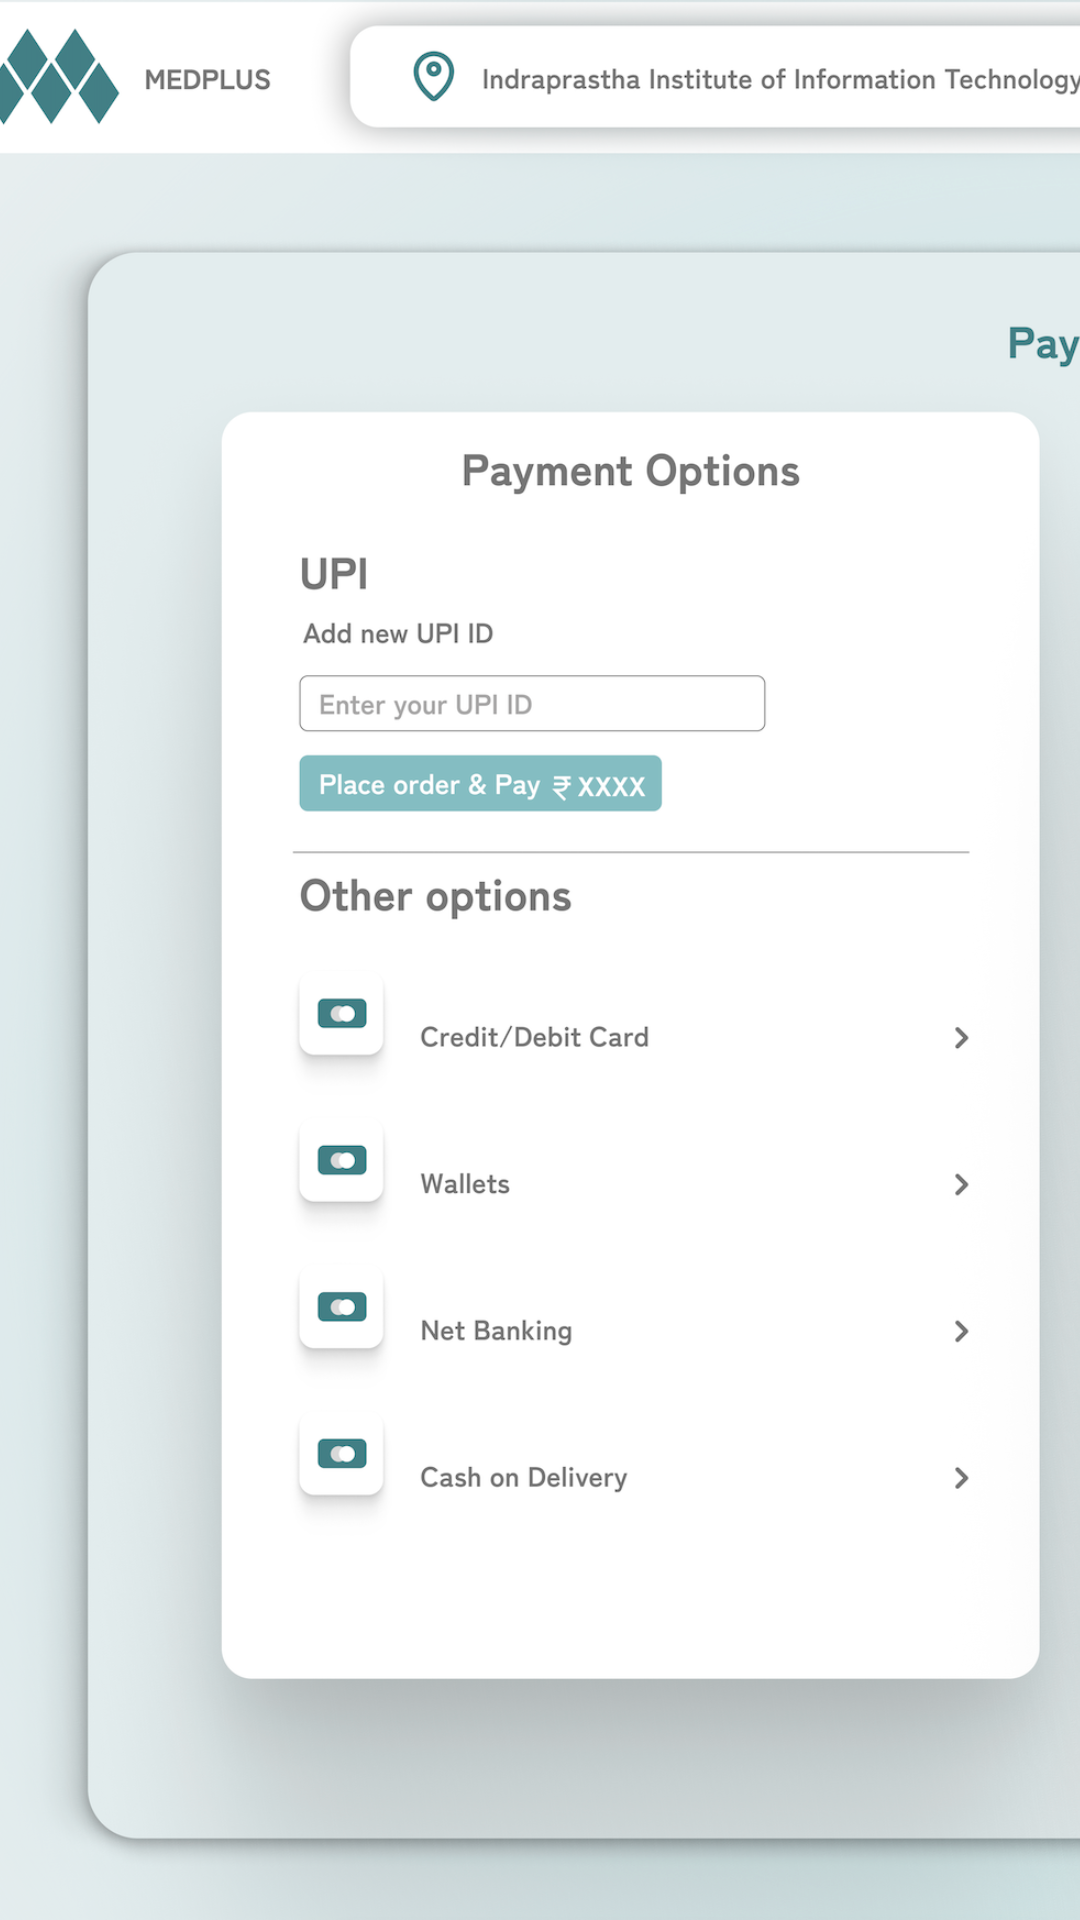 MEDPLUS
Indraprastha Institute of Information Technology
Pay
Payment Options
UPI
Add new UPI ID
Enter your UPI ID
Place order & Pay ₹ XXXX
Other options
Credit/Debit Card
Wallets
Net Banking
Cash on Delivery